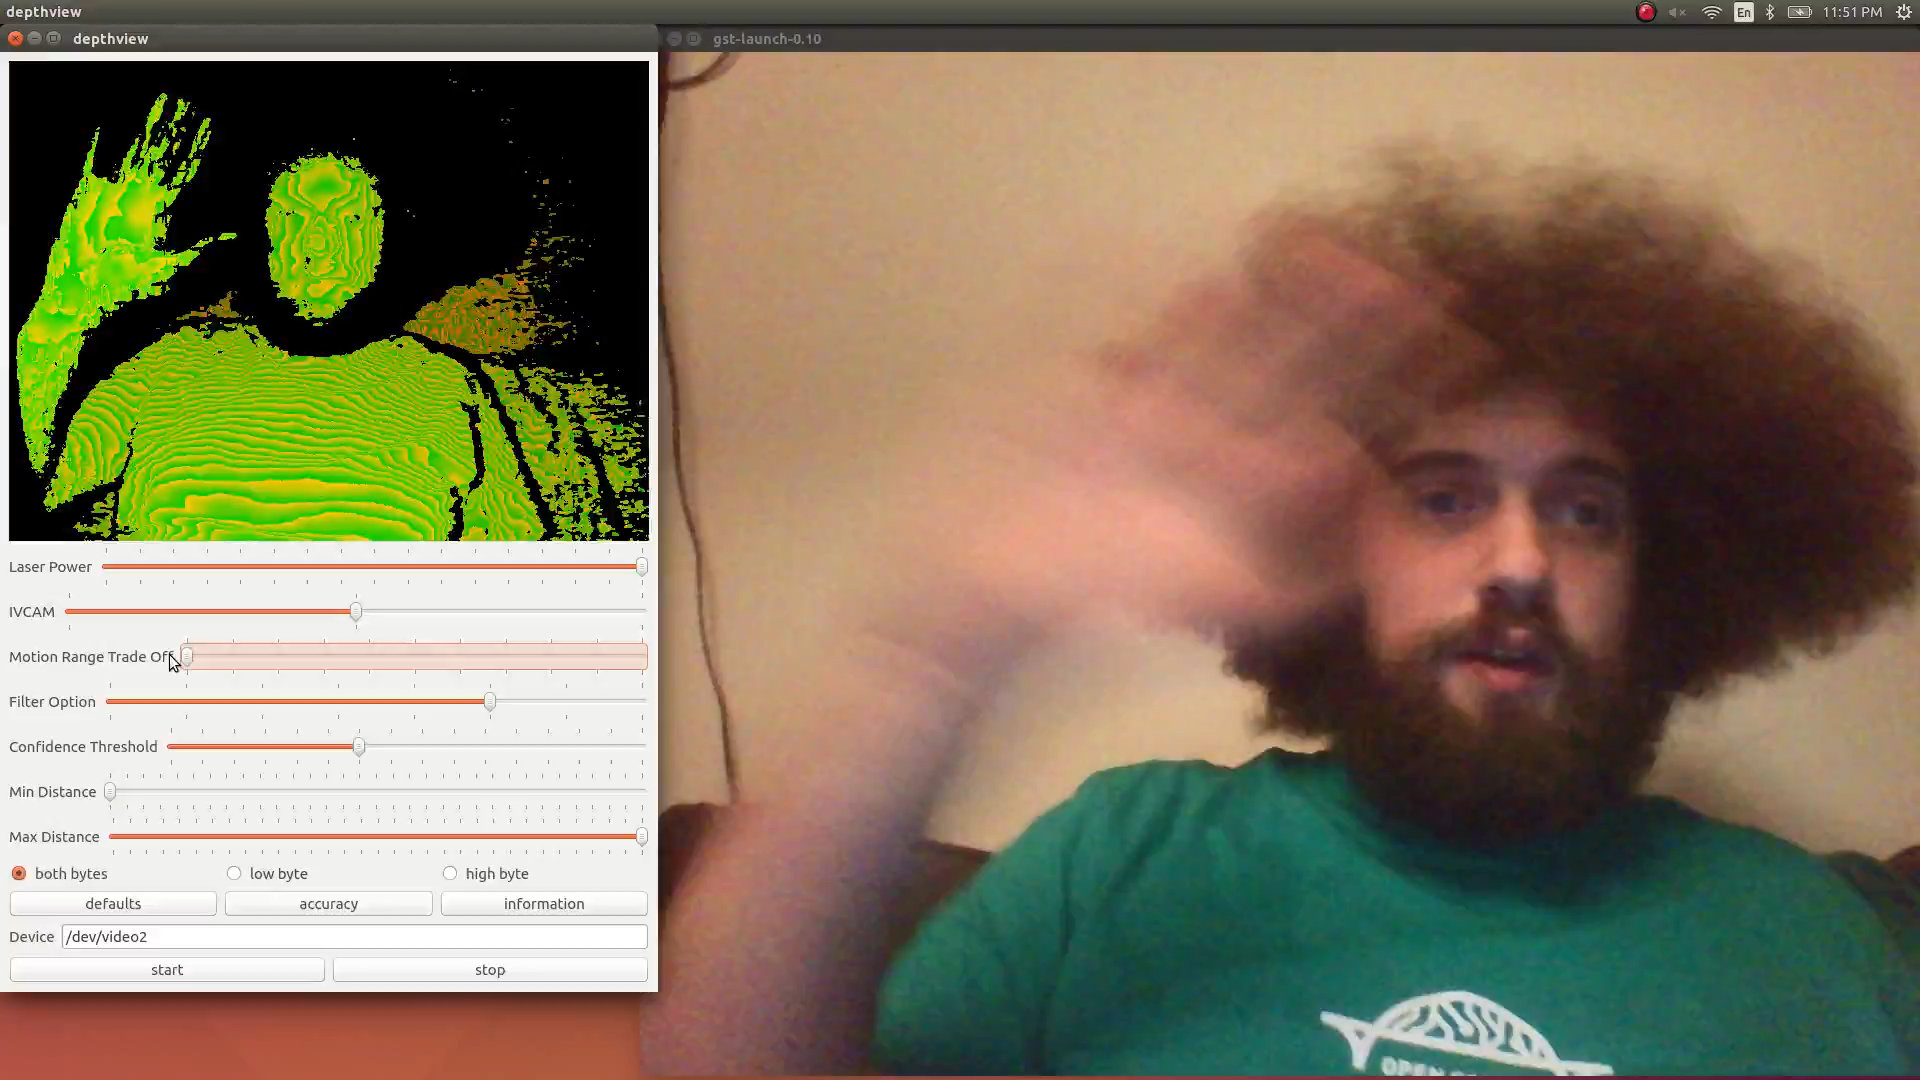 depthview
En
11:51 PM
depthview
gst-launch-0.10
Laser Power
IVCAM
Motion Range Trade Off
Filter Option
Confidence Threshold
Min Distance
Max Distance
both bytes
low byte
high byte
defaults
accuracy
information
Device
/dev/video2
start
stop
OPEN